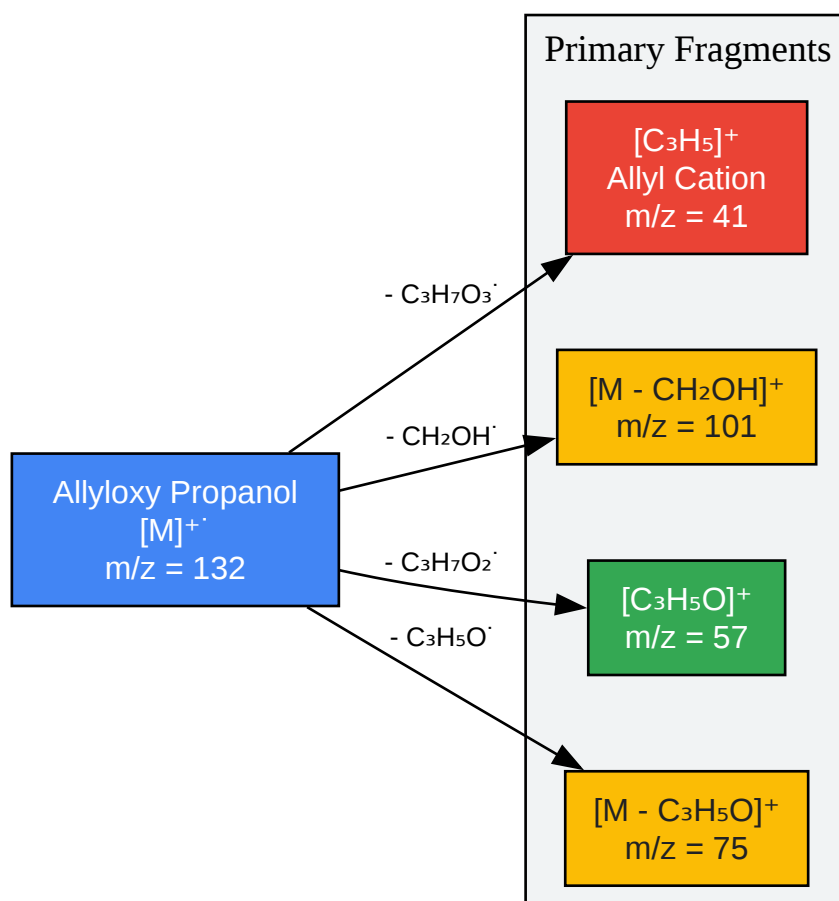 Primary Fragments
[C₃H₅]⁺
Allyl Cation
m/z = 41
- C₃H₇O₃˙
[M - CH₂OH]⁺
m/z = 101
- CH₂OH˙
Allyloxy Propanol
[M]⁺˙
m/z = 132
- C₃H₇O₂˙
[C₃H₅O]⁺
m/z = 57
- C₃H₅O˙
[M - C₃H₅O]⁺
m/z = 75